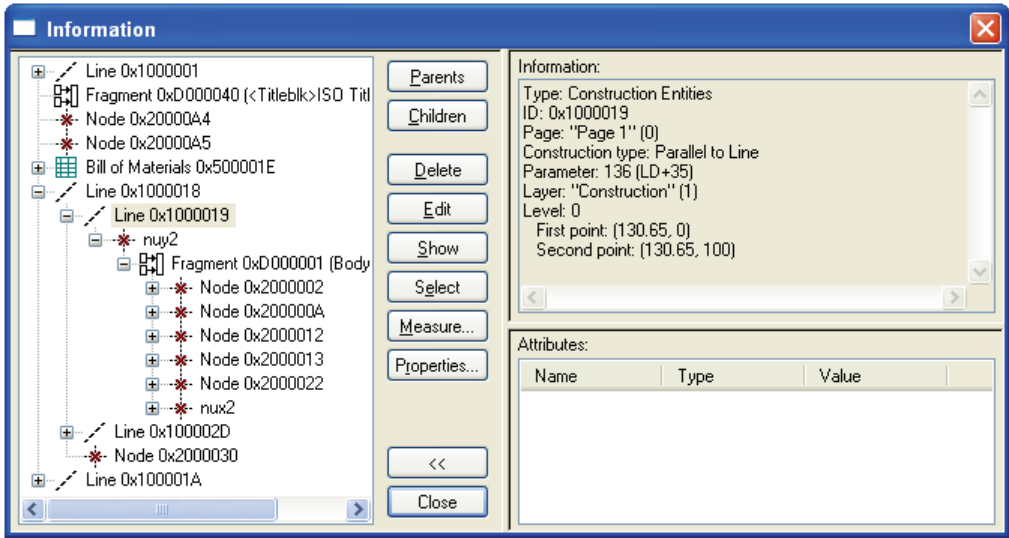 Information
Line 0x1000001
Fragment 0xD000040 (<Titleblk>ISO Titl
Node 0x20000A4
Node 0x20000A5
Bill of Materials 0x500001E
Line 0x1000018
Line 0x1000019
nuy2
Fragment 0xD000001 (Body
Node 0x2000002
Node 0x200000A
Node 0x2000012
Node 0x2000013
Node 0x2000022
nux2
Line 0x100002D
Node 0x2000030
Line 0x100001A
Parents
Children
Delete
Edit
Show
Select
Measure...
Properties...
<<
Close
Information:
Type: Construction Entities
ID: 0x1000019
Page: "Page 1" (0)
Construction type: Parallel to Line
Parameter: 136 (LD+35)
Layer: "Construction" (1)
Level: 0
First point: (130.65, 0)
Second point: (130.65, 100)
Attributes:
Name Type Value